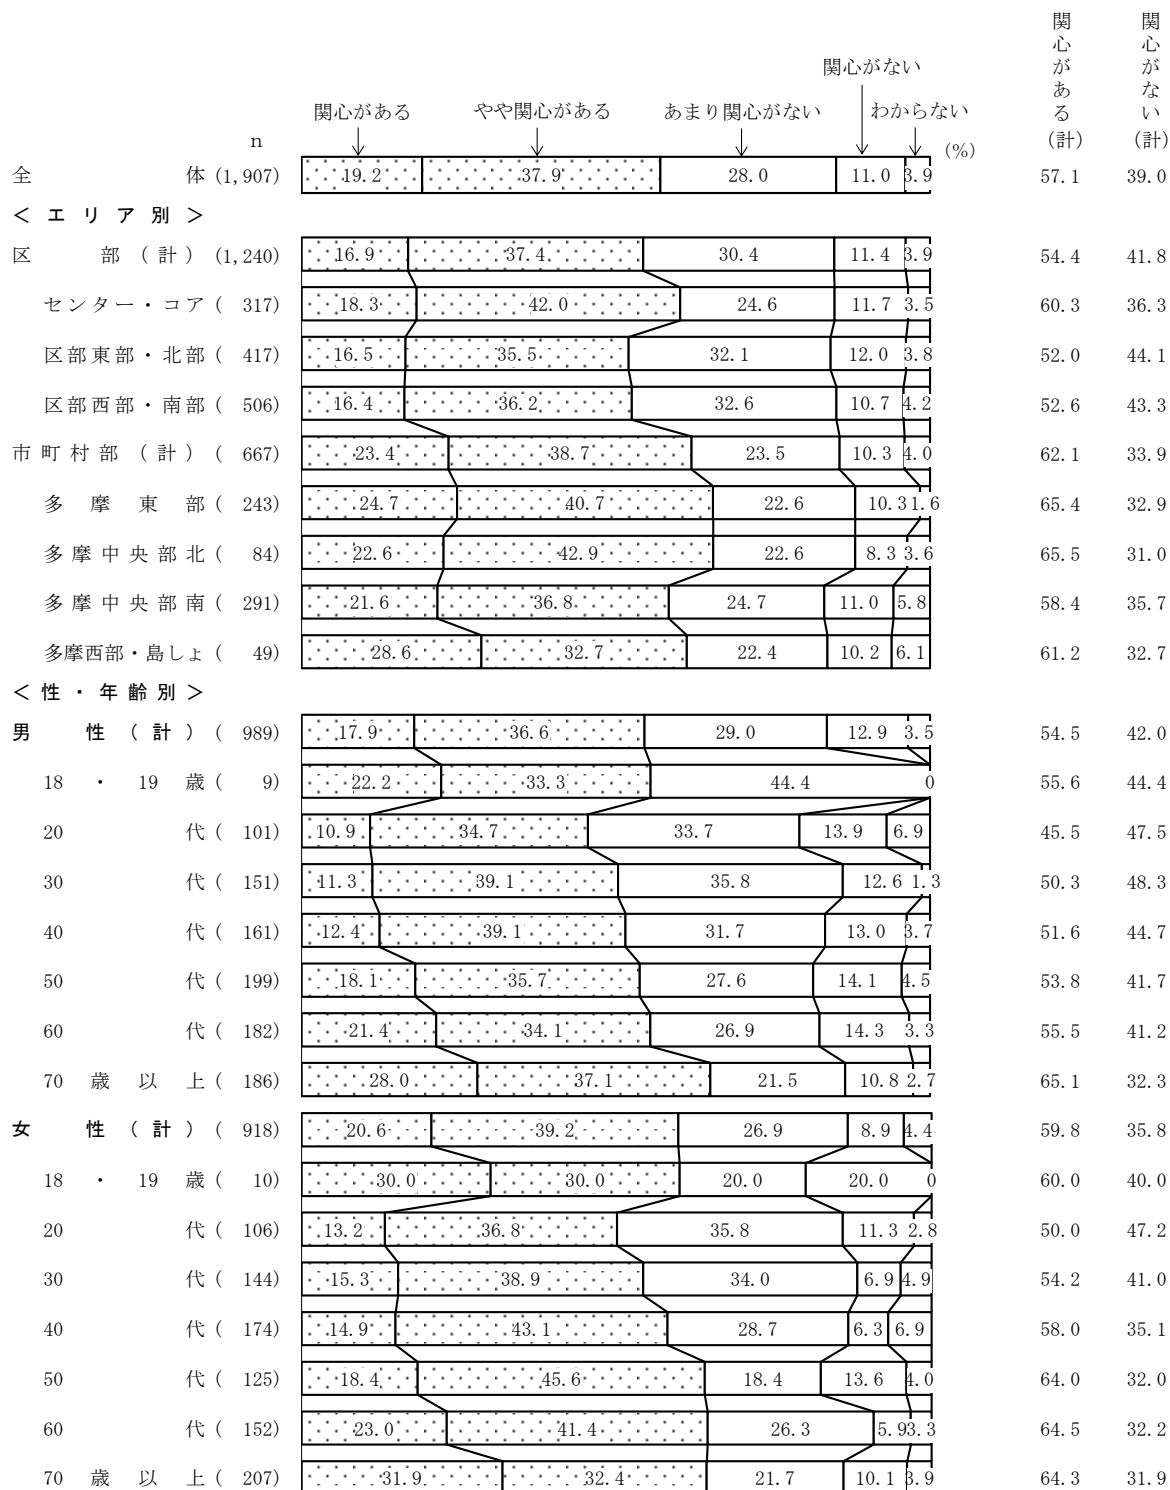 関心がある（計）
関心がない（計）
関心がない
関心がある やや関心がある あまり関心がない わからない
n
(%)
全体 (1,907) 19.2 37.9 28.0 11.0 3.9 57.1 39.0
＜エリア別＞
区部（計） (1,240) 16.9 37.4 30.4 11.4 3.9 54.4 41.8
センター・コア ( 317) 18.3 42.0 24.6 11.7 3.5 60.3 36.3
区部東部・北部 ( 417) 16.5 35.5 32.1 12.0 3.8 52.0 44.1
区部西部・南部 ( 506) 16.4 36.2 32.6 10.7 4.2 52.6 43.3
市町村部（計） ( 667) 23.4 38.7 23.5 10.3 4.0 62.1 33.9
多摩東部 ( 243) 24.7 40.7 22.6 10.3 1.6 65.4 32.9
多摩中央部北 ( 84) 22.6 42.9 22.6 8.3 3.6 65.5 31.0
多摩中央部南 ( 291) 21.6 36.8 24.7 11.0 5.8 58.4 35.7
多摩西部・島しょ ( 49) 28.6 32.7 22.4 10.2 6.1 61.2 32.7
＜性・年齢別＞
男性（計） ( 989) 17.9 36.6 29.0 12.9 3.5 54.5 42.0
18・19歳 ( 9) 22.2 33.3 44.4 0 55.6 44.4
20代 ( 101) 10.9 34.7 33.7 13.9 6.9 45.5 47.5
30代 ( 151) 11.3 39.1 35.8 12.6 1.3 50.3 48.3
40代 ( 161) 12.4 39.1 31.7 13.0 3.7 51.6 44.7
50代 ( 199) 18.1 35.7 27.6 14.1 4.5 53.8 41.7
60代 ( 182) 21.4 34.1 26.9 14.3 3.3 55.5 41.2
70歳以上 ( 186) 28.0 37.1 21.5 10.8 2.7 65.1 32.3
女性（計） ( 918) 20.6 39.2 26.9 8.9 4.4 59.8 35.8
18・19歳 ( 10) 30.0 30.0 20.0 20.0 0 60.0 40.0
20代 ( 106) 13.2 36.8 35.8 11.3 2.8 50.0 47.2
30代 ( 144) 15.3 38.9 34.0 6.9 4.9 54.2 41.0
40代 ( 174) 14.9 43.1 28.7 6.3 6.9 58.0 35.1
50代 ( 125) 18.4 45.6 18.4 13.6 4.0 64.0 32.0
60代 ( 152) 23.0 41.4 26.3 5.9 3.3 64.5 32.2
70歳以上 ( 207) 31.9 32.4 21.7 10.1 3.9 64.3 31.9